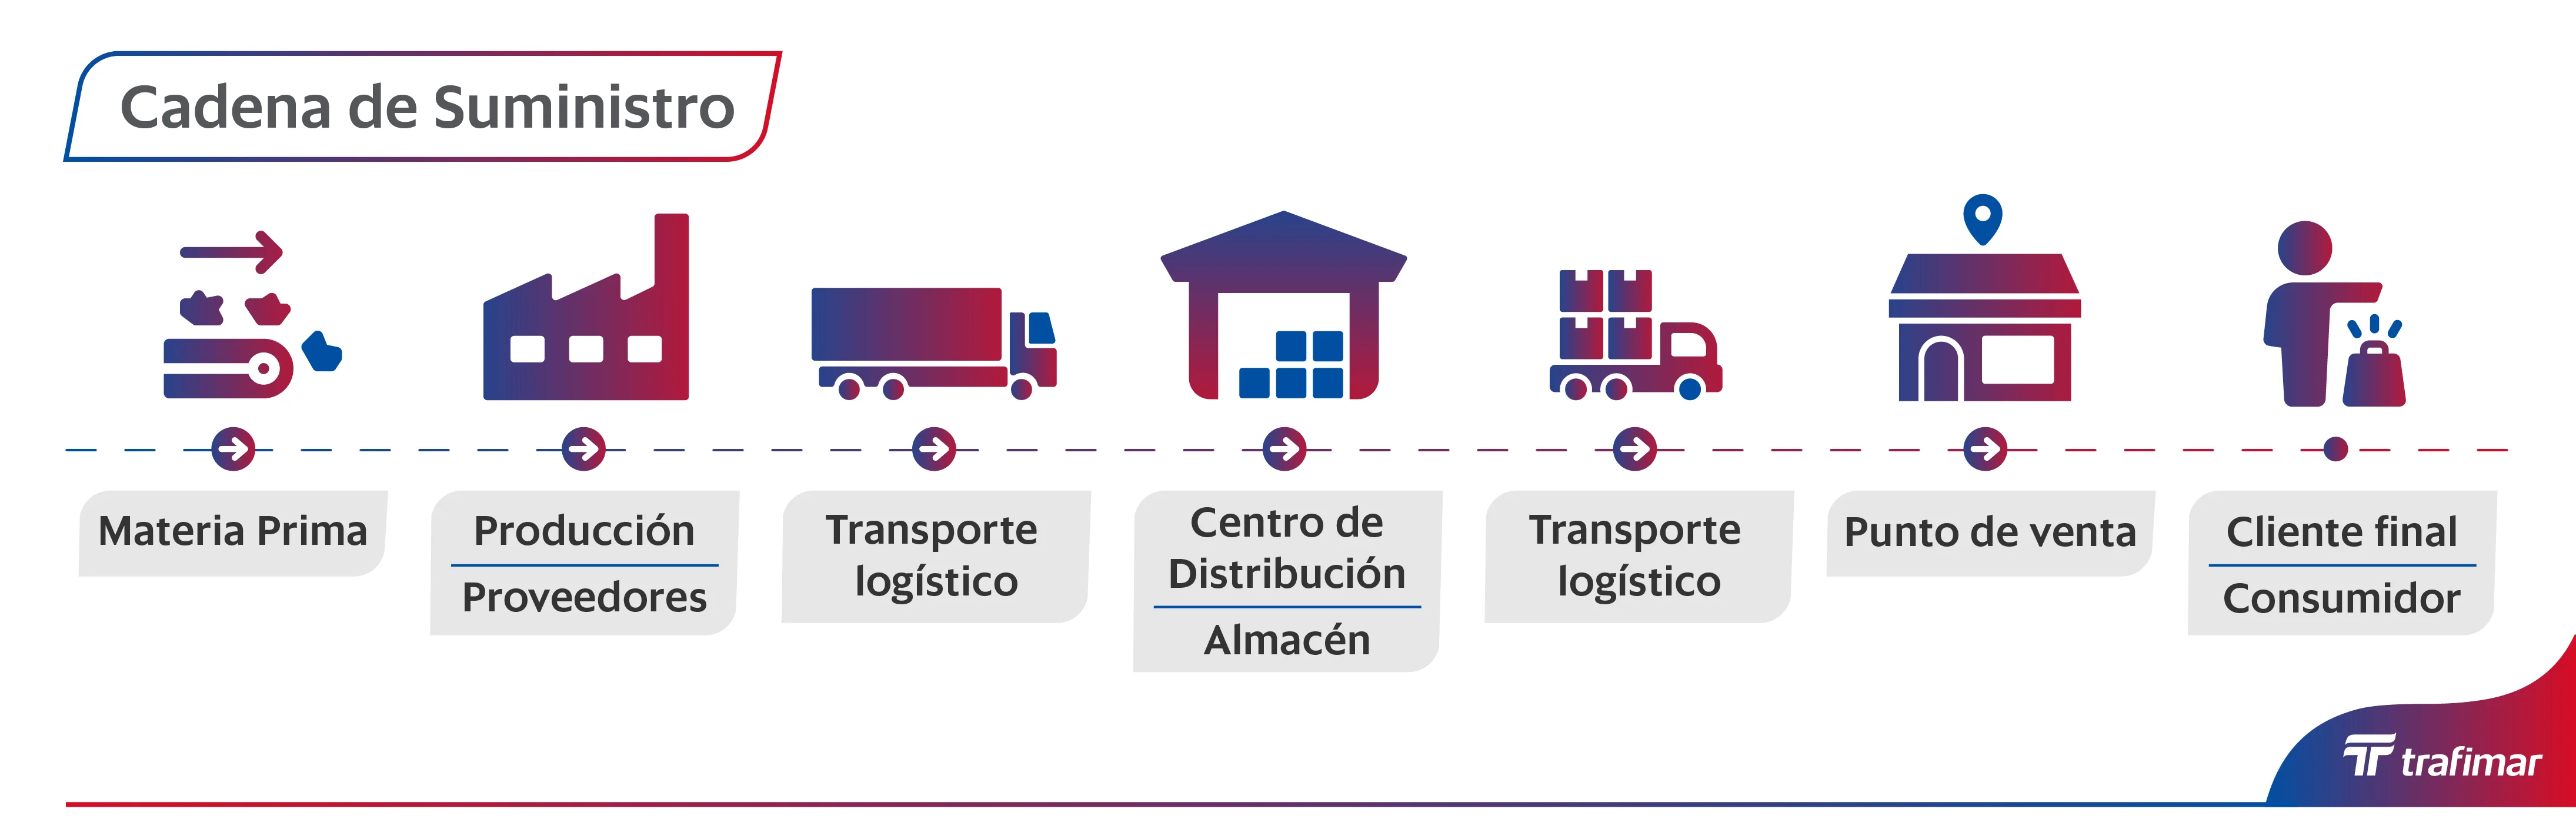 Cadena de Suministro
Materia Prima
Producción
Proveedores
Transporte
logístico
Centro de
Distribución
Almacén
Transporte
logístico
Punto de venta
Cliente final
Consumidor
trafimar